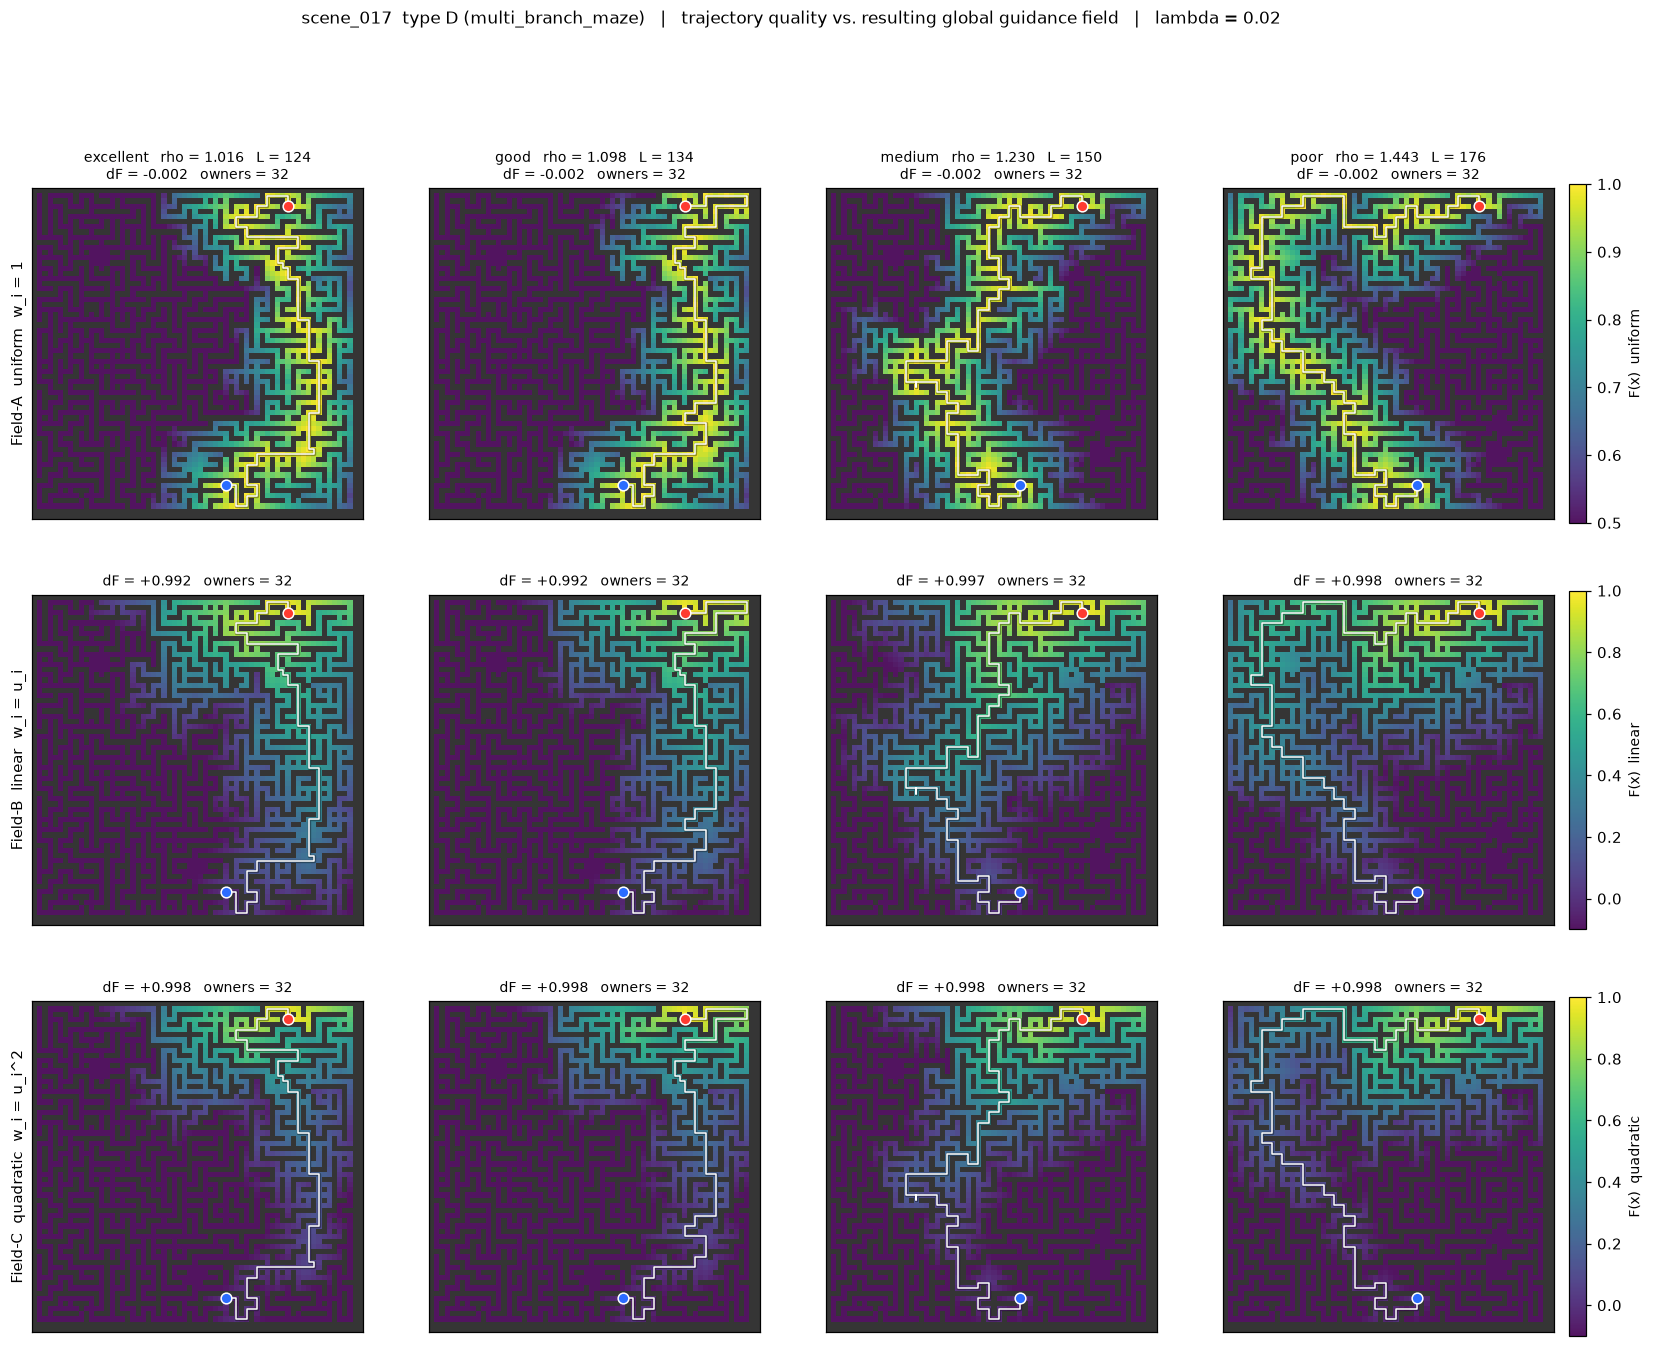 scene_017  type D (multi_branch_maze)   |   trajectory quality vs. resulting global guidance field   |   lambda = 0.02
excellent   rho = 1.016   L = 124
dF = -0.002   owners = 32
good   rho = 1.098   L = 134
dF = -0.002   owners = 32
medium   rho = 1.230   L = 150
dF = -0.002   owners = 32
poor   rho = 1.443   L = 176
dF = -0.002   owners = 32
Field-A  uniform  w_i = 1
1.0
0.9
0.8
0.7
0.6
0.5
F(x)  uniform
dF = +0.992   owners = 32
dF = +0.992   owners = 32
dF = +0.997   owners = 32
dF = +0.998   owners = 32
Field-B  linear  w_i = u_i
1.0
0.8
0.6
0.4
0.2
0.0
F(x)  linear
dF = +0.998   owners = 32
dF = +0.998   owners = 32
dF = +0.998   owners = 32
dF = +0.998   owners = 32
Field-C  quadratic  w_i = u_i^2
1.0
0.8
0.6
0.4
0.2
0.0
F(x)  quadratic